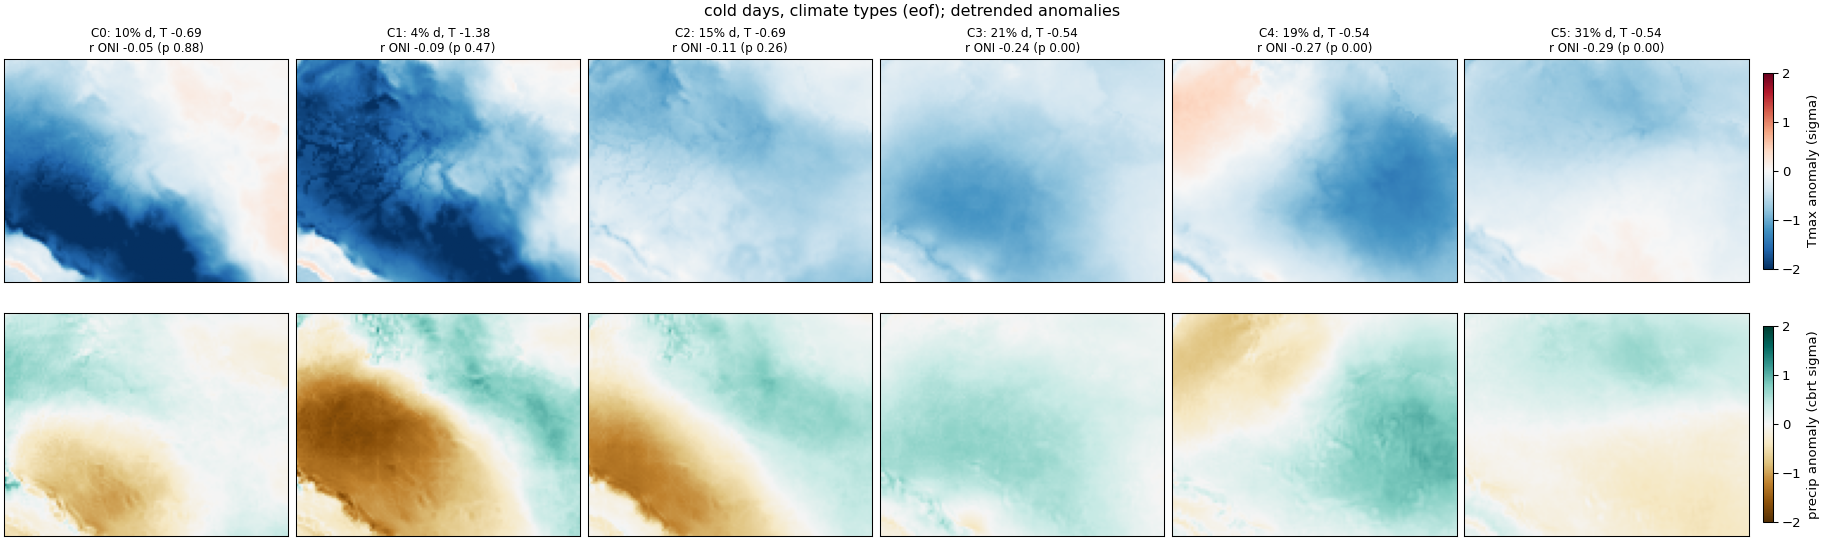 cold days, climate types (eof); detrended anomalies
C0: 10% d, T -0.69
r ONI -0.05 (p 0.88)
C1: 4% d, T -1.38
r ONI -0.09 (p 0.47)
C2: 15% d, T -0.69
r ONI -0.11 (p 0.26)
C3: 21% d, T -0.54
r ONI -0.24 (p 0.00)
C4: 19% d, T -0.54
r ONI -0.27 (p 0.00)
C5: 31% d, T -0.54
r ONI -0.29 (p 0.00)
2
1
0
−1
−2
Tmax anomaly (sigma)
2
1
0
−1
−2
precip anomaly (cbrt sigma)